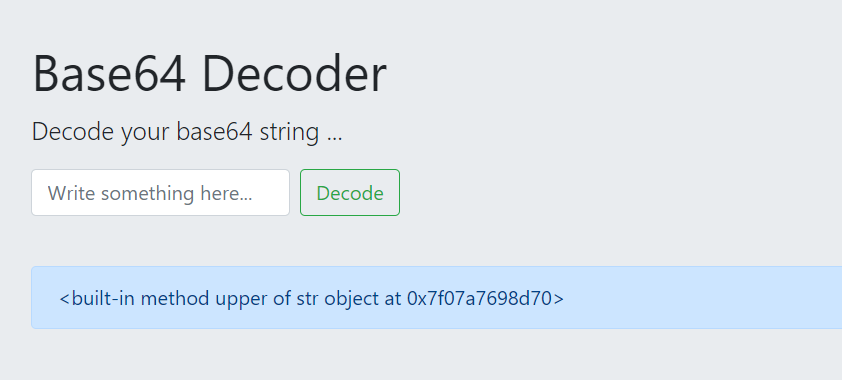 Base64 Decoder
Decode your base64 string ...
Write something here...
Decode
<built-in method upper of str object at 0x7f07a7698d70>